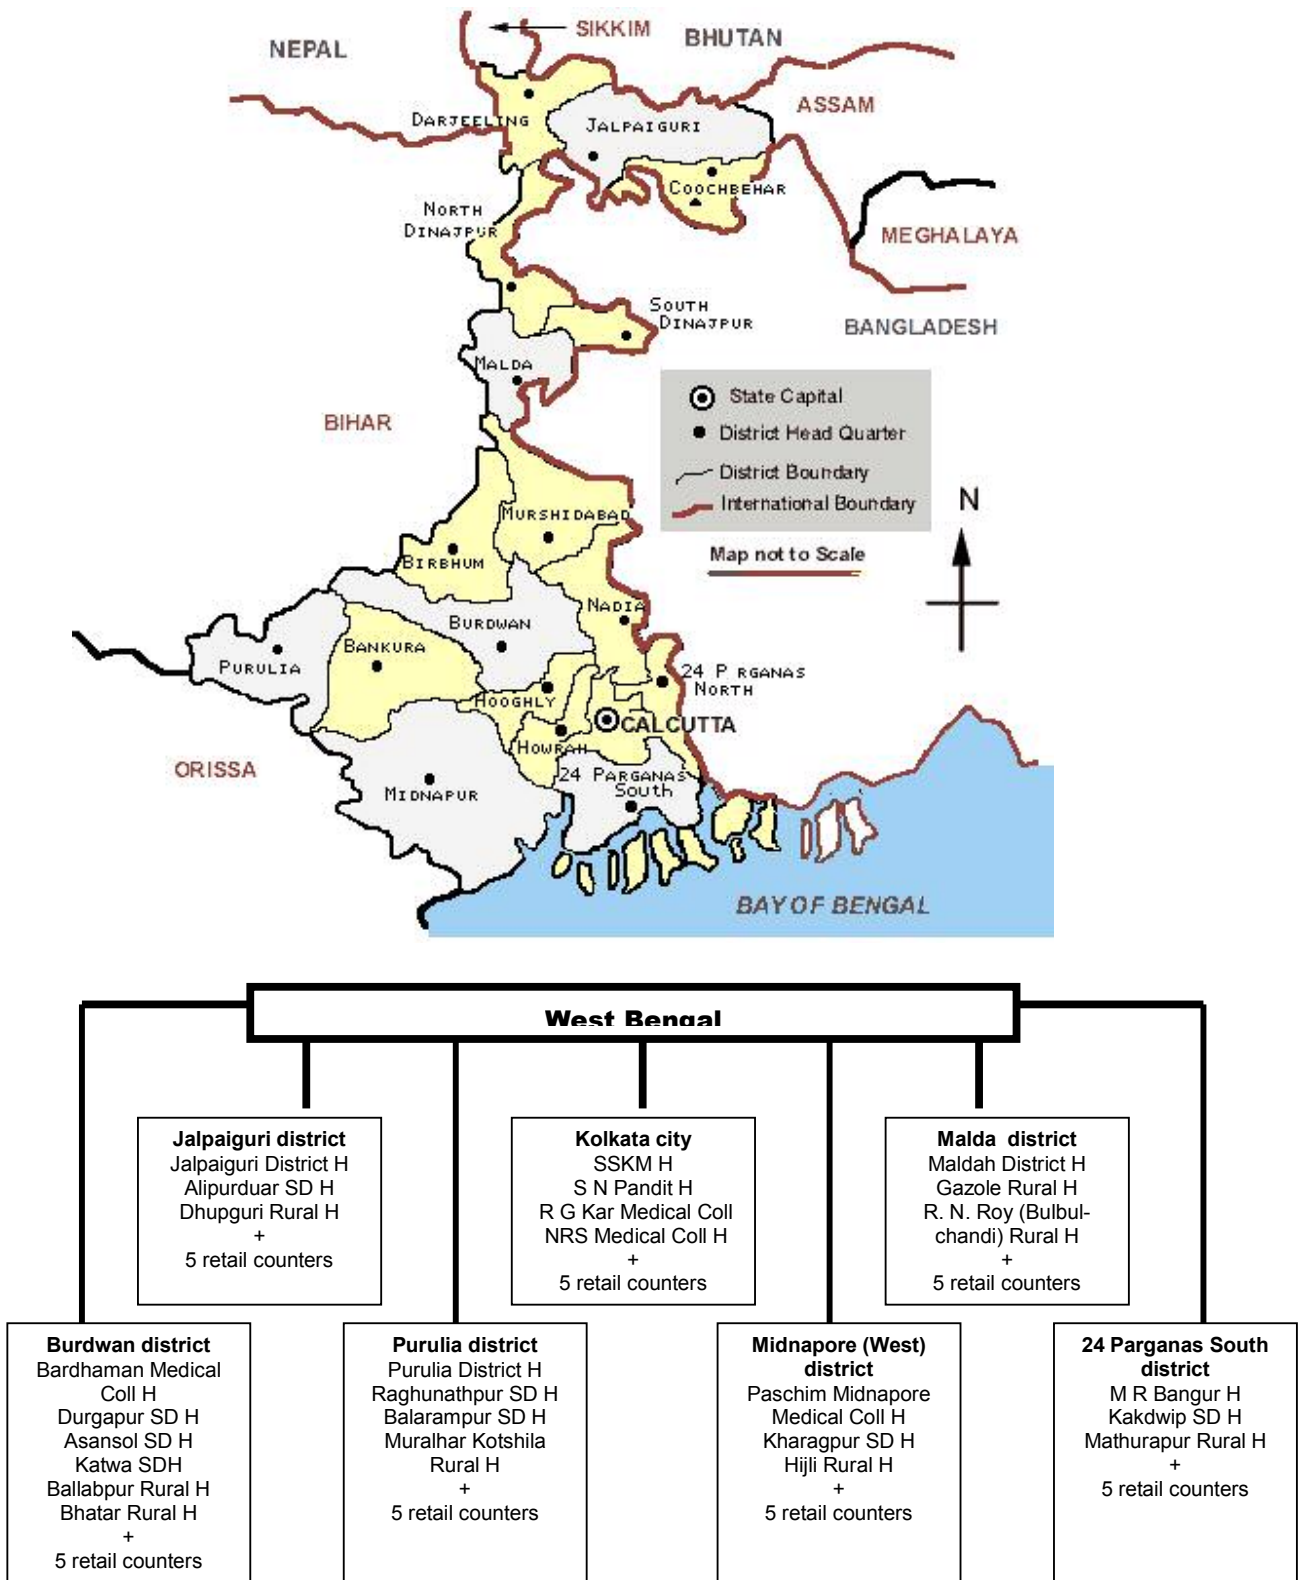 SIKKIM
NEPAL
BHUTAN
ASSAM
DARJEELING
JALPAIGURI
COOCHBEHAR
NORTH
DINAJPUR
MEGHALAYA
SOUTH
DINAJPUR
BANGLADESH
MALDA
State Capital
District Head Quarter
District Boundary
International Boundary
BIHAR
N
MURSHIDABAD
Map not to Scale
BIRBHUM
NADIA
BURDWAN
BANKURA
PURULIA
24 P RGANAS
NORTH
HOOGHLY
CALCUTTA
HOWRAH
ORISSA
24 PARGANAS
SOUTH
MIDNAPUR
BAY OF BENGAL
West Bengal
Jalpaiguri district
Jalpaiguri District H
Alipurduar SD H
Dhupguri Rural H
+
5 retail counters
Kolkata city
SSKM H
S N Pandit H
R G Kar Medical Coll
NRS Medical Coll H
+
5 retail counters
Malda district
Maldah District H
Gazole Rural H
R. N. Roy (Bulbul-
chandi) Rural H
+
5 retail counters
Burdwan district
Bardhaman Medical
Coll H
Durgapur SD H
Asansol SD H
Katwa SDH
Ballabpur Rural H
Bhatar Rural H
+
5 retail counters
Purulia district
Purulia District H
Raghunathpur SD H
Balarampur SD H
Muralhar Kotshila
Rural H
+
5 retail counters
Midnapore (West)
district
Paschim Midnapore
Medical Coll H
Kharagpur SD H
Hijli Rural H
+
5 retail counters
24 Parganas South
district
M R Bangur H
Kakdwip SD H
Mathurapur Rural H
+
5 retail counters